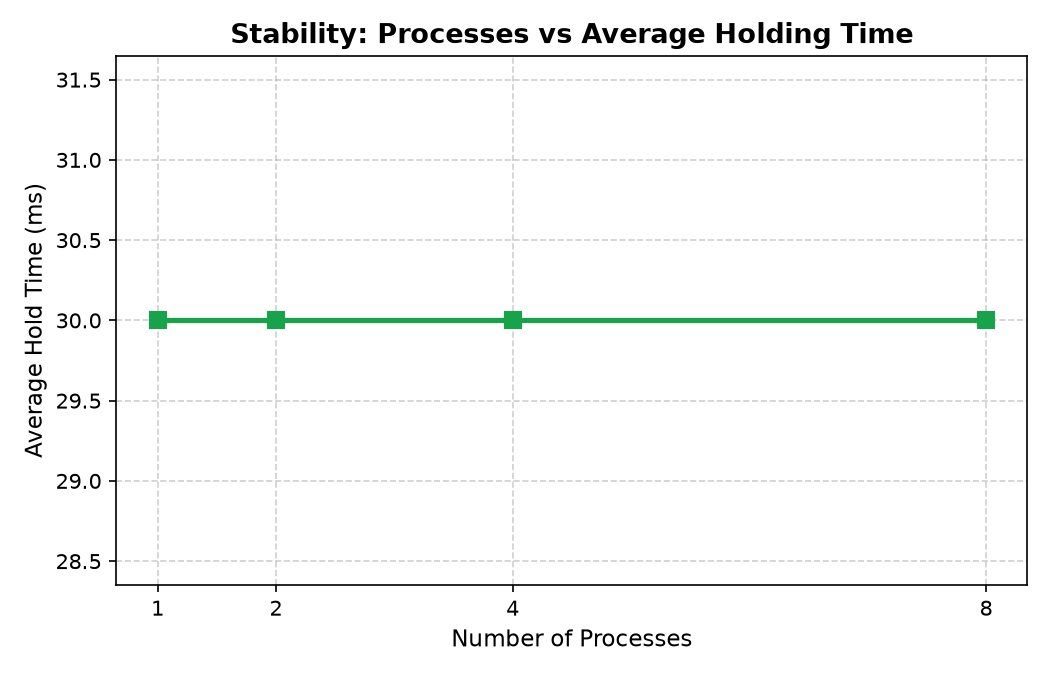 Stability: Processes vs Average Holding Time
Average Hold Time (ms)
31.5
31.0
30.5
30.0
29.5
29.0
28.5
1 2 4 8
Number of Processes